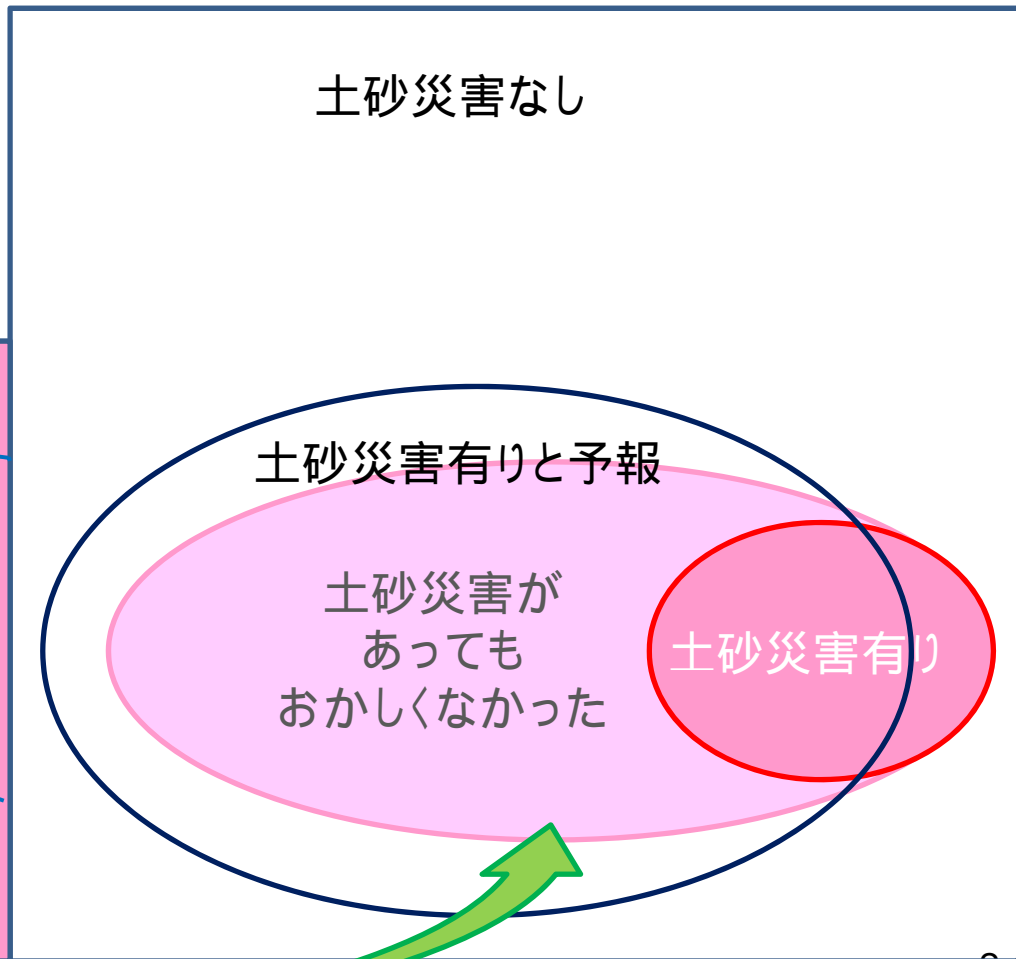 土砂災害なし
土砂災害有りと予報
土砂災害が
あっても
おかしくなかった
土砂災害有り